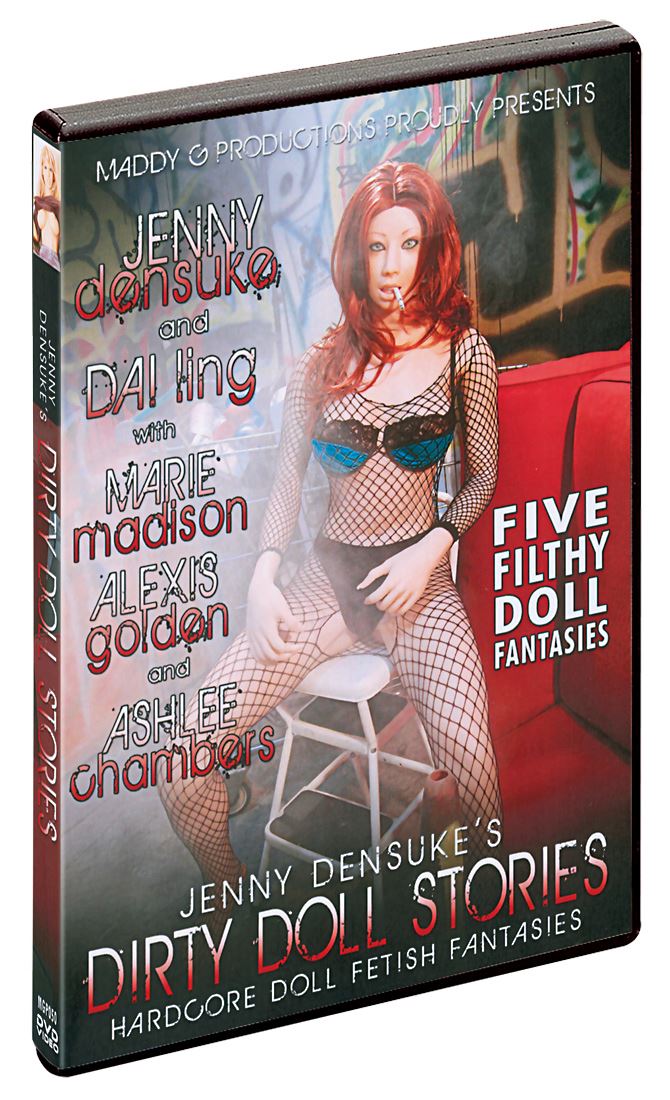 MADDY G PRODUCTIONS PROUDLY PRESENTS
JENNY
densuke
and
DAI ling
with
MARIE
madison
ALEXIS
golden
and
ASHLEE
chambers
FIVE
FILTHY
DOLL
FANTASIES
JENNY DENSUKE'S
DIRTY DOLL STORIES
HARDCORE DOLL FETISH FANTASIES
JENNY
DENSUKE'S
DIRTY DOLL STORIES
MGP050
DVD
VIDEO